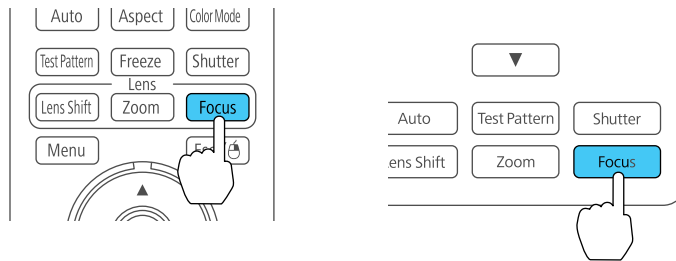 Auto Aspect Color Mode
Test Pattern Freeze Shutter
Lens
Lens Shift Zoom Focus
Menu
Auto Test Pattern Shutter
ens Shift Zoom Focus